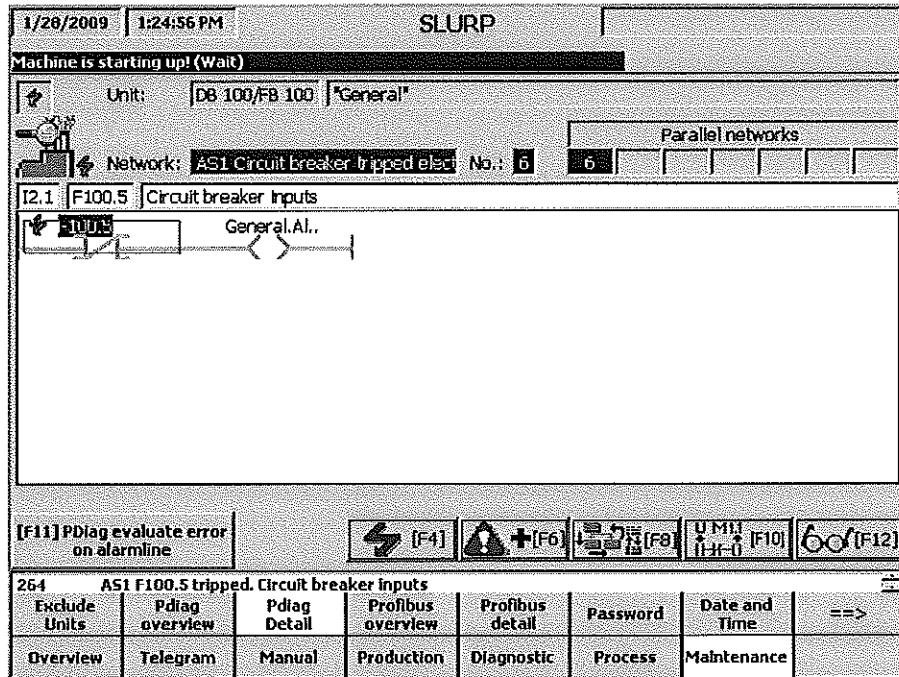 1/28/2009 1:24:56 PM SLURP
Machine is starting up! (Wait)
Unit: DB 100/FB 100 "General"
Parallel networks
Network: AS1 Circuit breaker tripped elect No.: 6 6
I2.1 F100.5 Circuit breaker inputs
F100.5 General.Al..
[F11] PDiag evaluate error
on alarmline
[F4] +[F6] [F8] U M1.1 [F10] [F12]
264 AS1 F100.5 tripped. Circuit breaker inputs
Exclude Units Pdiag overview Pdiag Detail Profibus overview Profibus detail Password Date and Time ==>
Overview Telegram Manual Production Diagnostic Process Maintenance